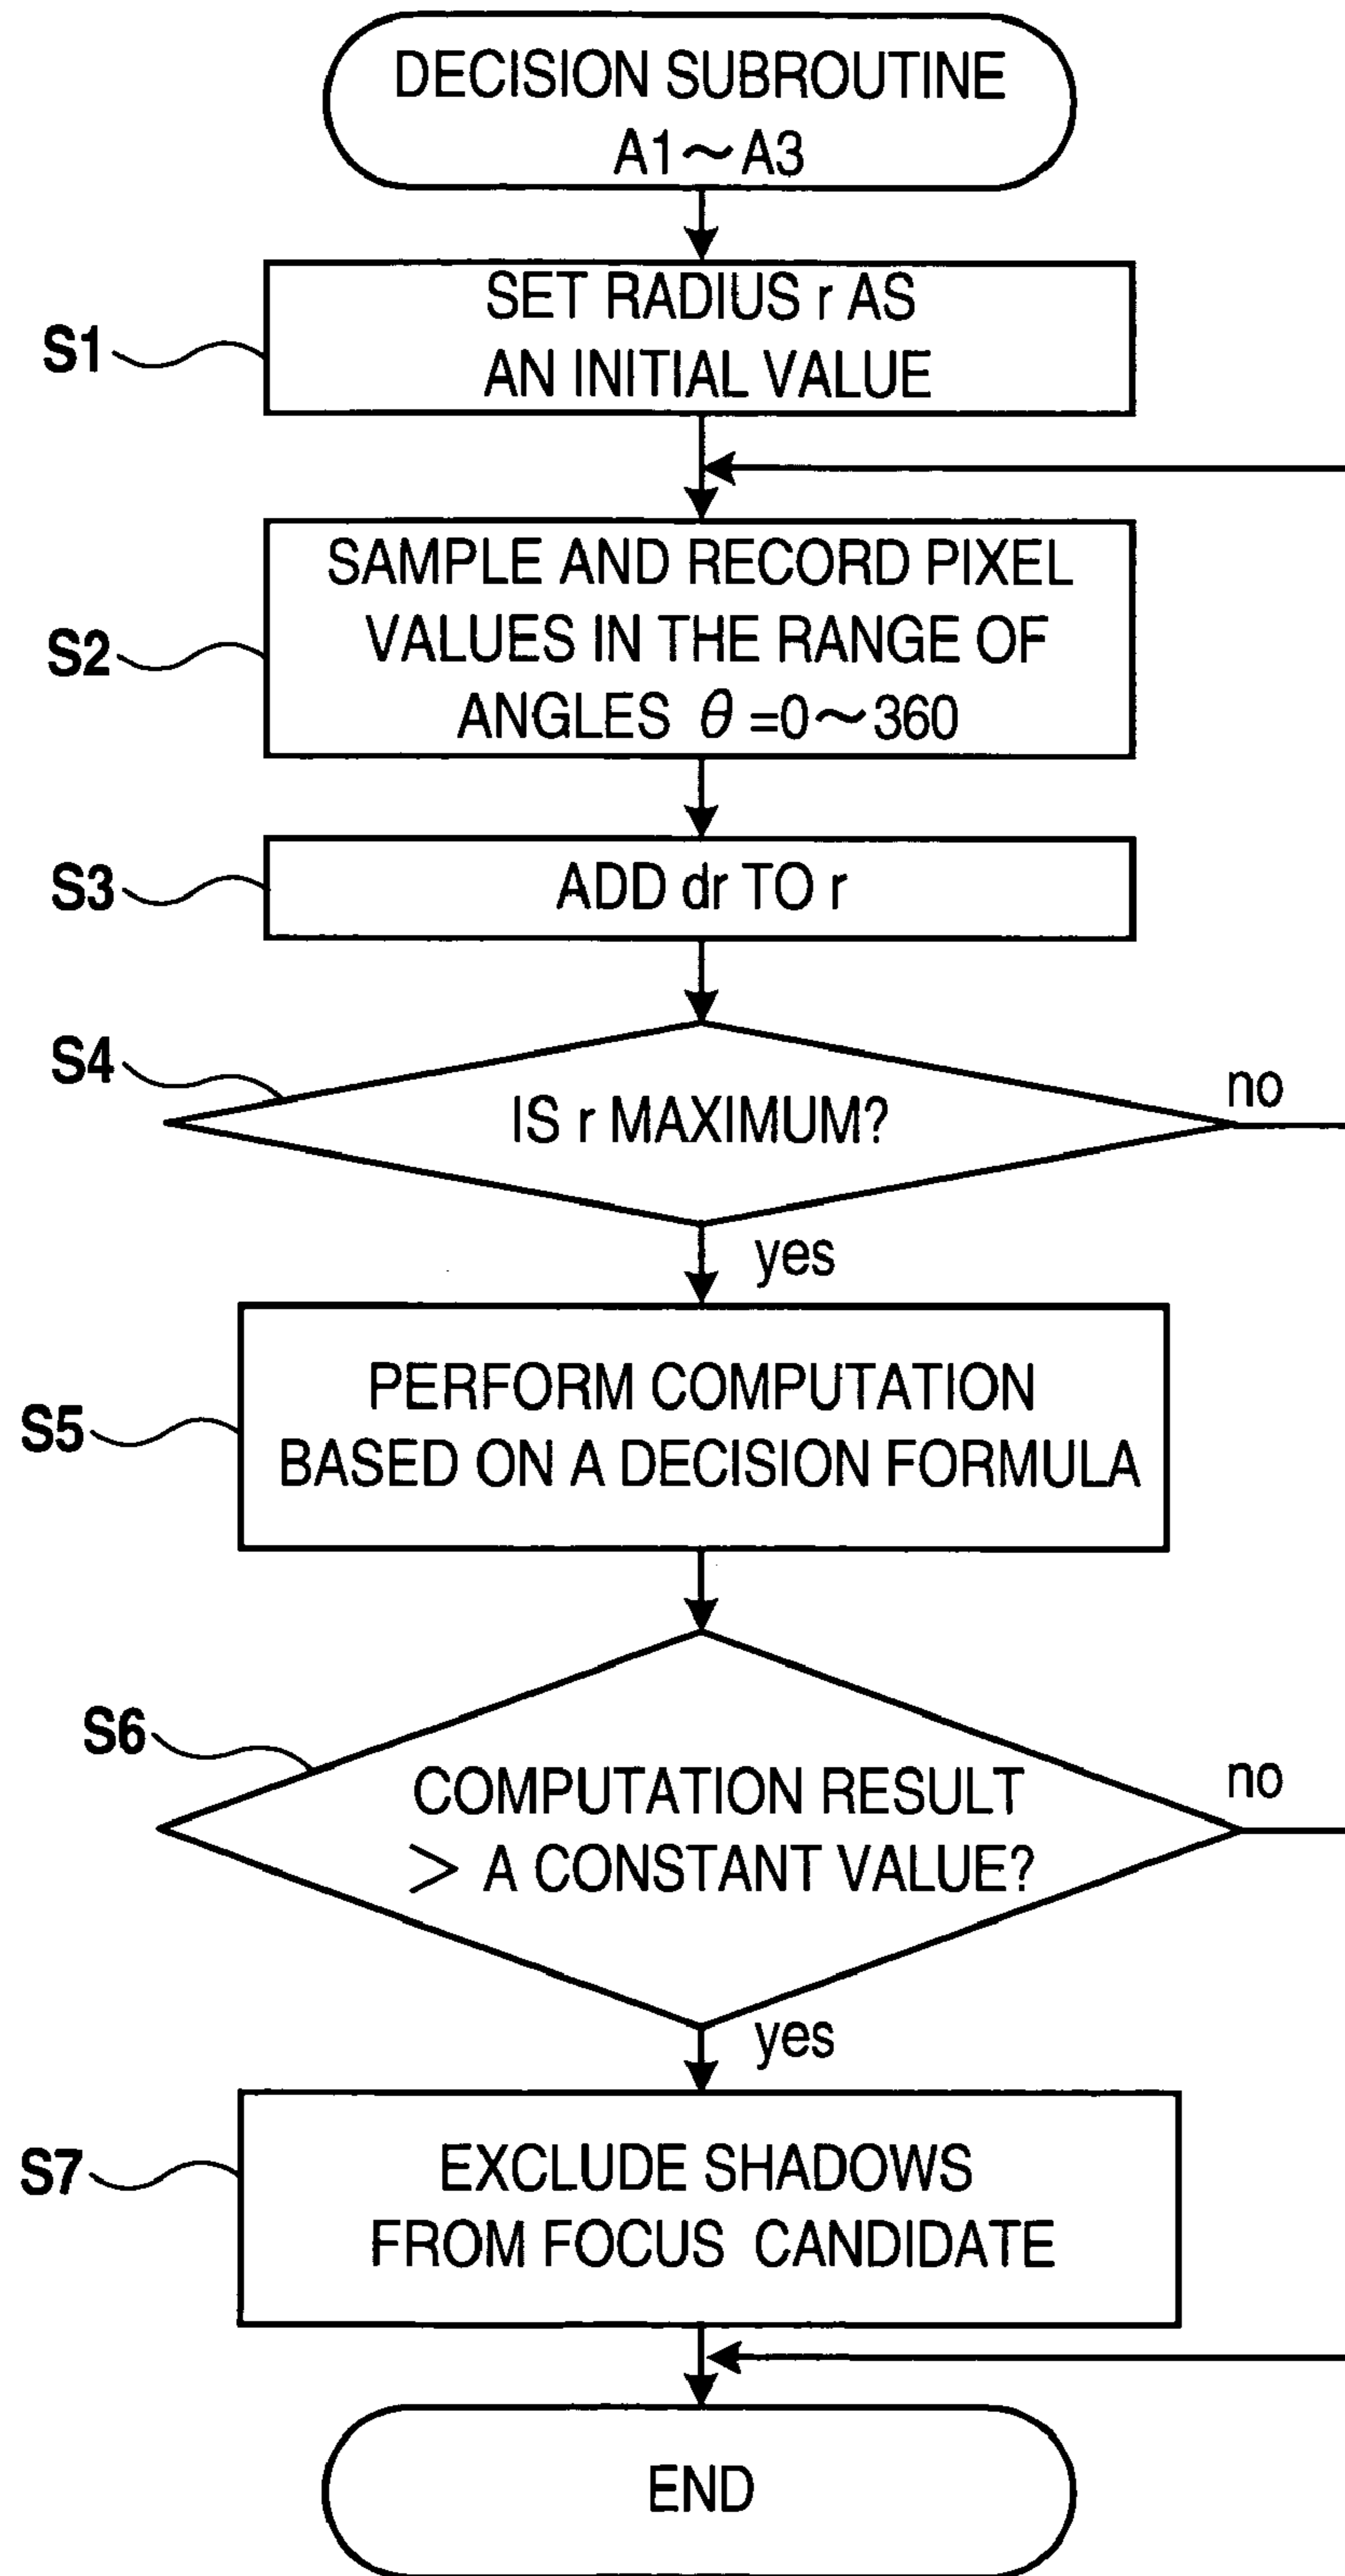 DECISION SUBROUTINE
A1～A3
S1
SET RADIUS r AS
AN INITIAL VALUE
S2
SAMPLE AND RECORD PIXEL
VALUES IN THE RANGE OF
ANGLES θ =0～360
S3
ADD dr TO r
S4
IS r MAXIMUM?
no
yes
S5
PERFORM COMPUTATION
BASED ON A DECISION FORMULA
S6
COMPUTATION RESULT
> A CONSTANT VALUE?
no
yes
S7
EXCLUDE SHADOWS
FROM FOCUS CANDIDATE
END